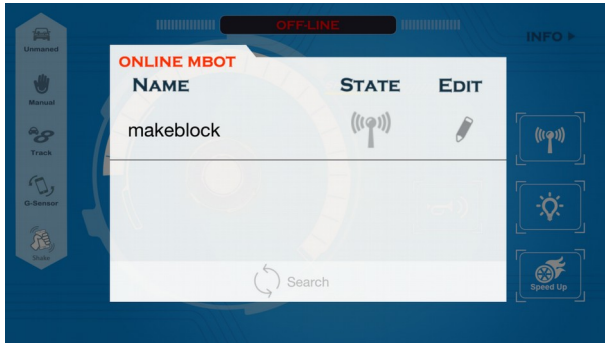 OFF-LINE
INFO
Unmaned
Manual
Track
G-Sensor
Shake
ONLINE MBOT
NAME STATE EDIT
makeblock
Search
Speed Up